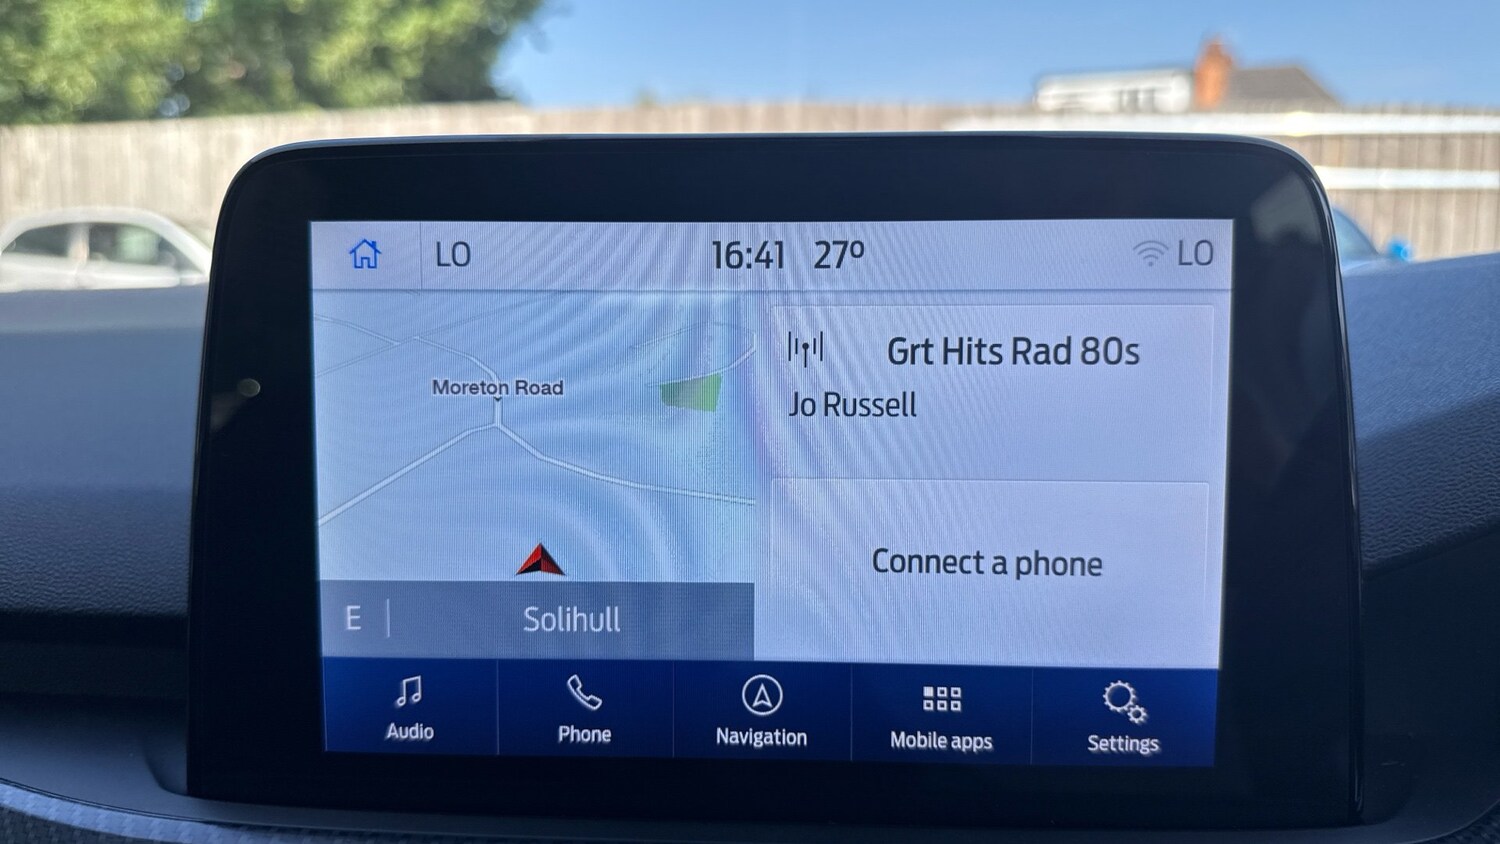 LO 16:41 27º LO
Moreton Road
Grt Hits Rad 80s
Jo Russell
Connect a phone
E Solihull
Audio Phone Navigation Mobile apps Settings